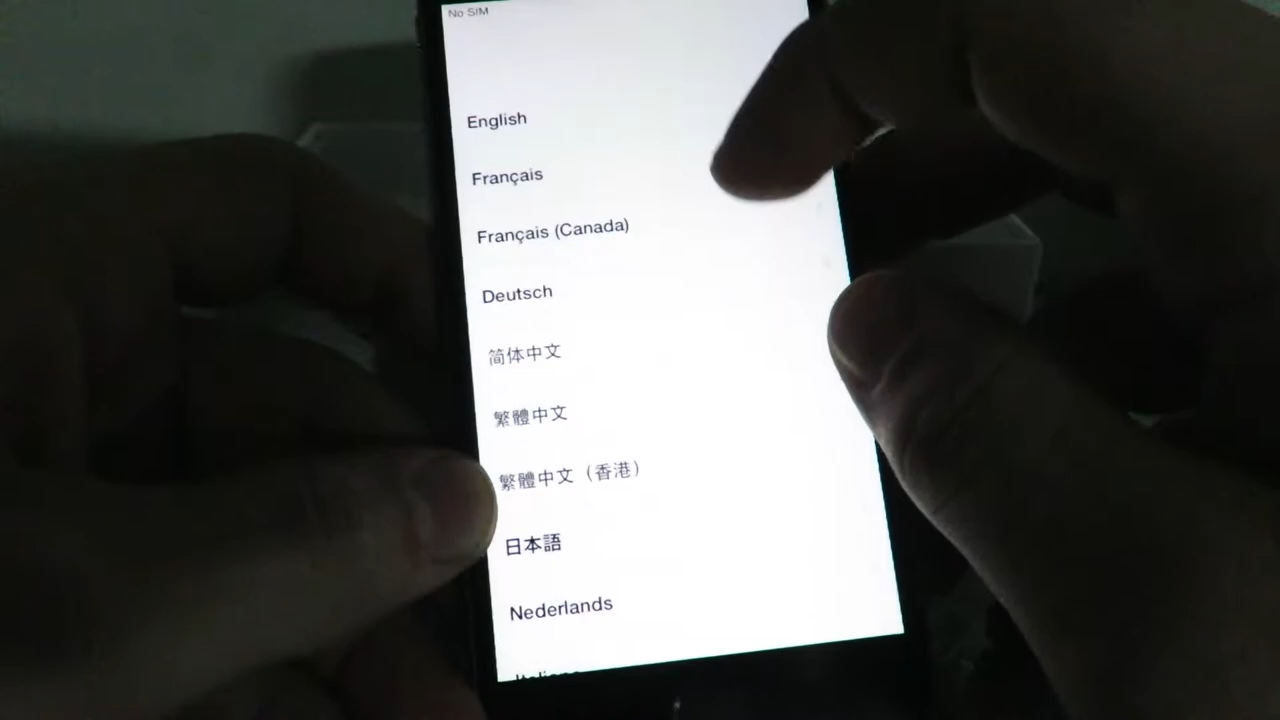 No SIM
English
Français
Français (Canada)
Deutsch
简体中文
繁體中文
繁體中文（香港）
日本語
Nederlands